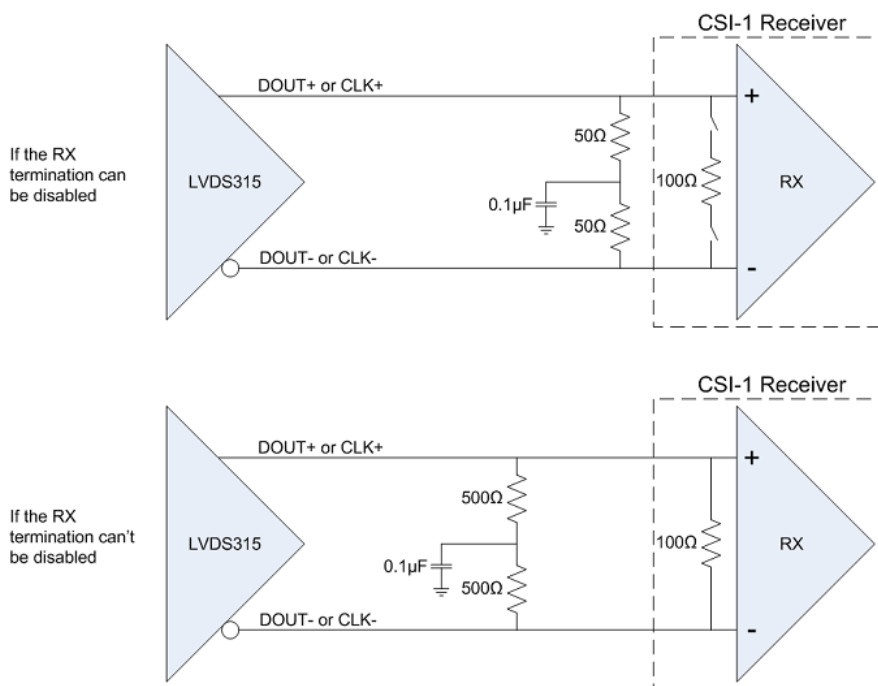 CSI-1 Receiver
DOUT+ or CLK+
If the RX
termination can
be disabled
LVDS315
50Ω
0.1µF
50Ω
100Ω
+
RX
-
DOUT- or CLK-
CSI-1 Receiver
DOUT+ or CLK+
If the RX
termination can't
be disabled
LVDS315
500Ω
0.1µF
500Ω
100Ω
+
RX
-
DOUT- or CLK-